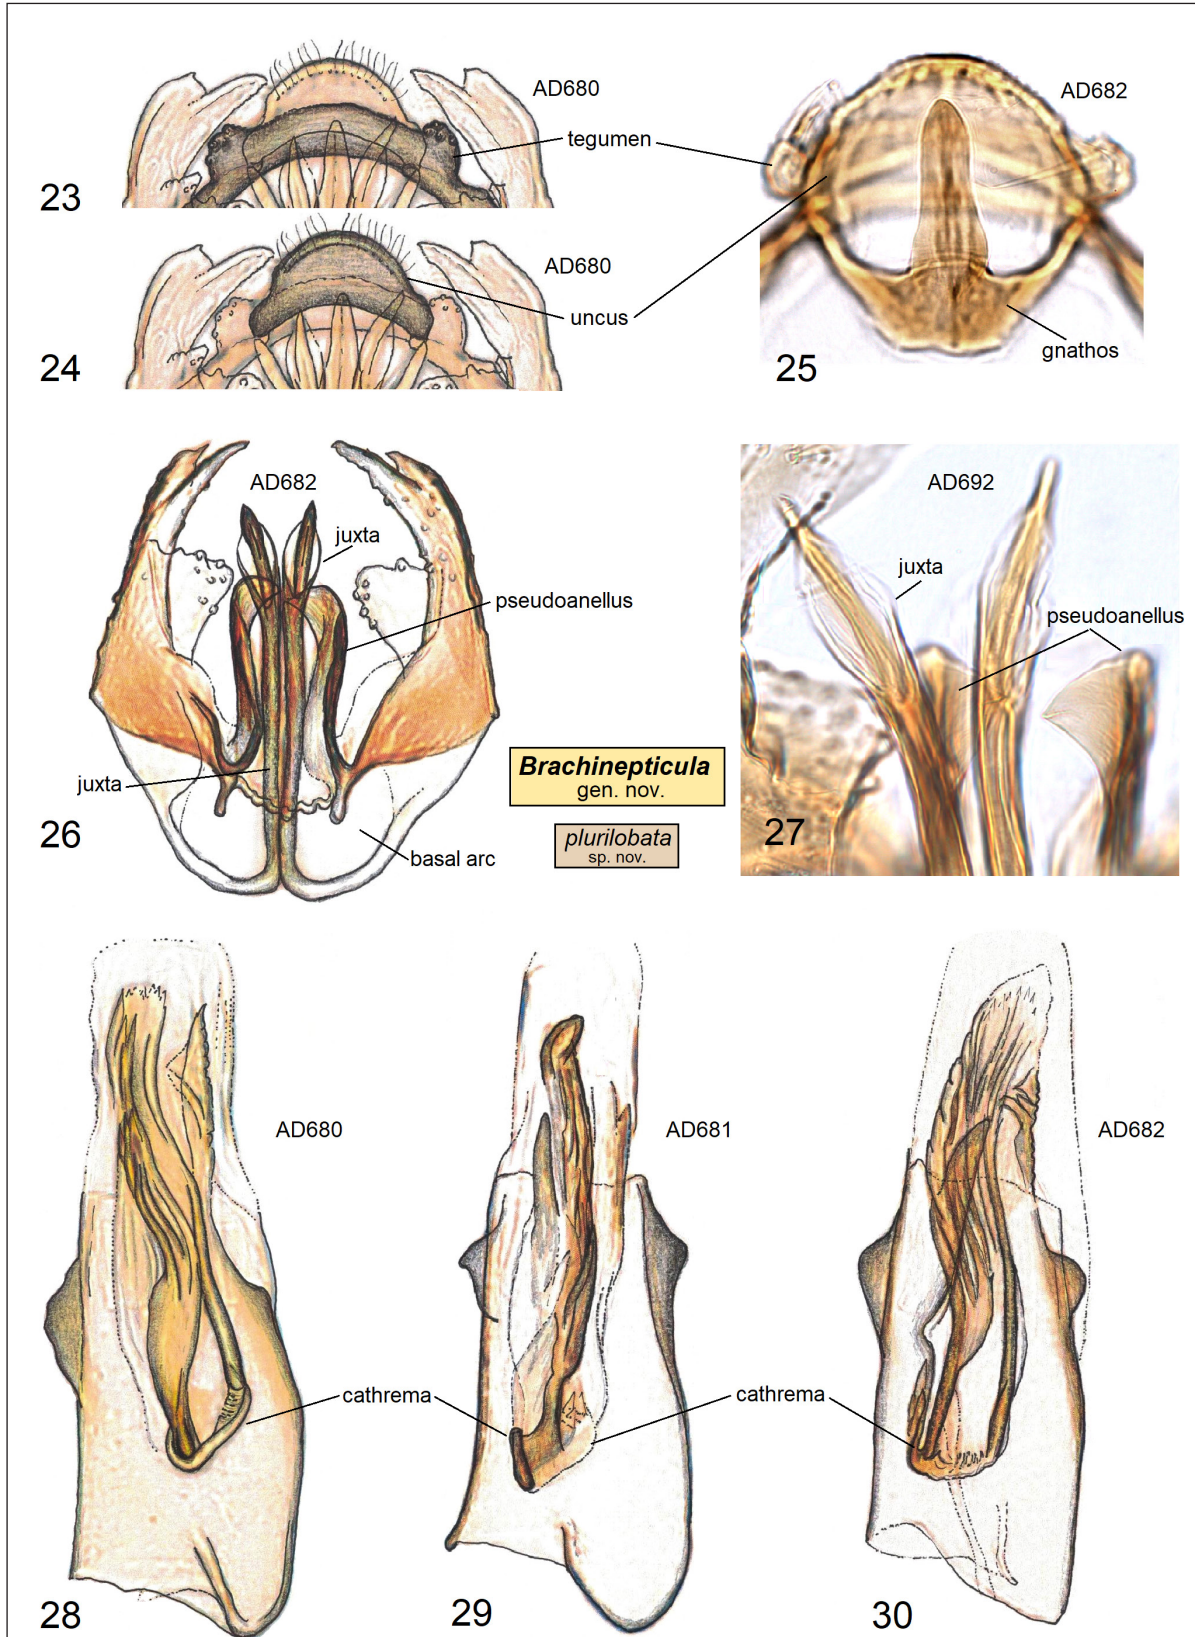 AD680
tegumen
23
AD680
uncus
24
AD682
gnathos
25
AD682
juxta
pseudoanellus
juxta
26
basal arc
Brachinepticula
gen. nov.
plurilobata
sp. nov.
AD692
juxta
pseudoanellus
27
AD680
AD681
AD682
cathrema
cathrema
28
29
30